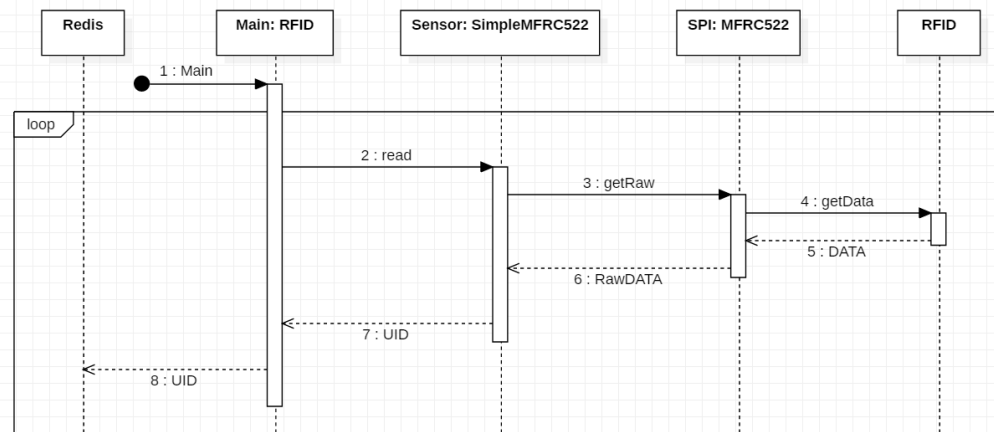 Redis
Main: RFID
Sensor: SimpleMFRC522
SPI: MFRC522
RFID
1 : Main
loop
2 : read
3 : getRaw
4 : getData
5 : DATA
6 : RawDATA
7 : UID
8 : UID